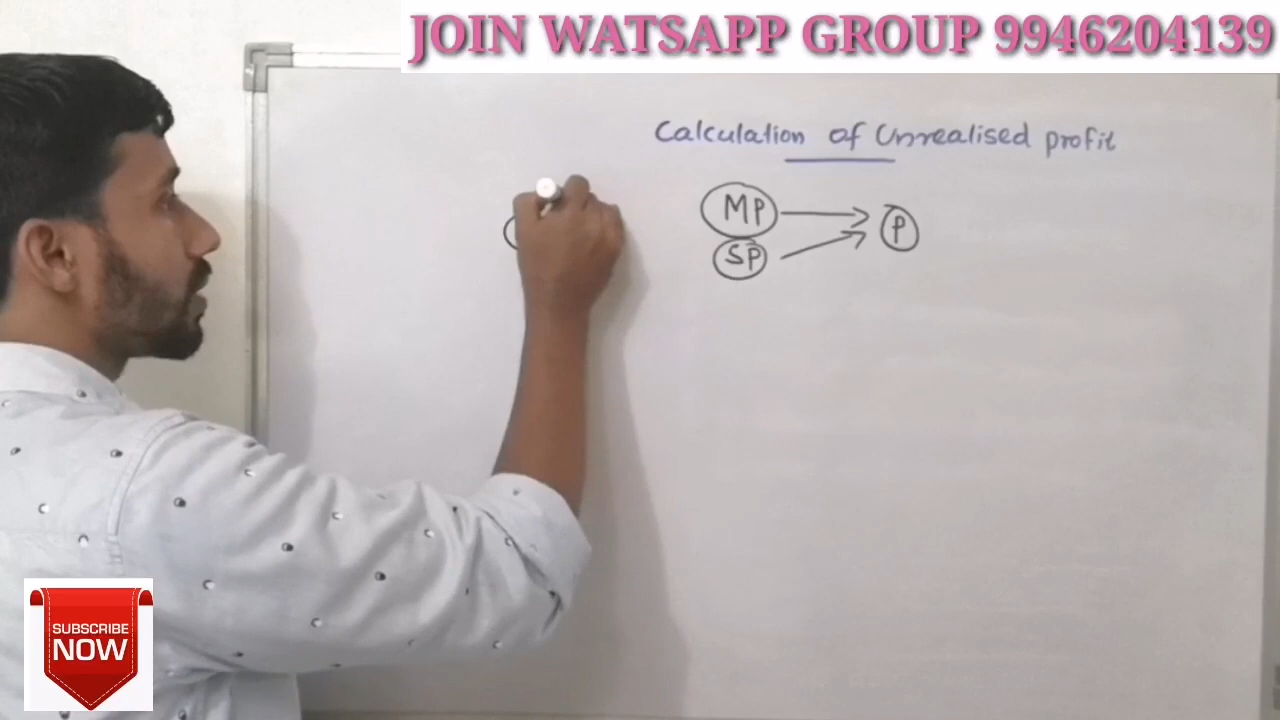 JOIN WATSAPP GROUP 9946204139
Calculation of Unrealised profit
MP
P
SP
SUBSCRIBE
NOW